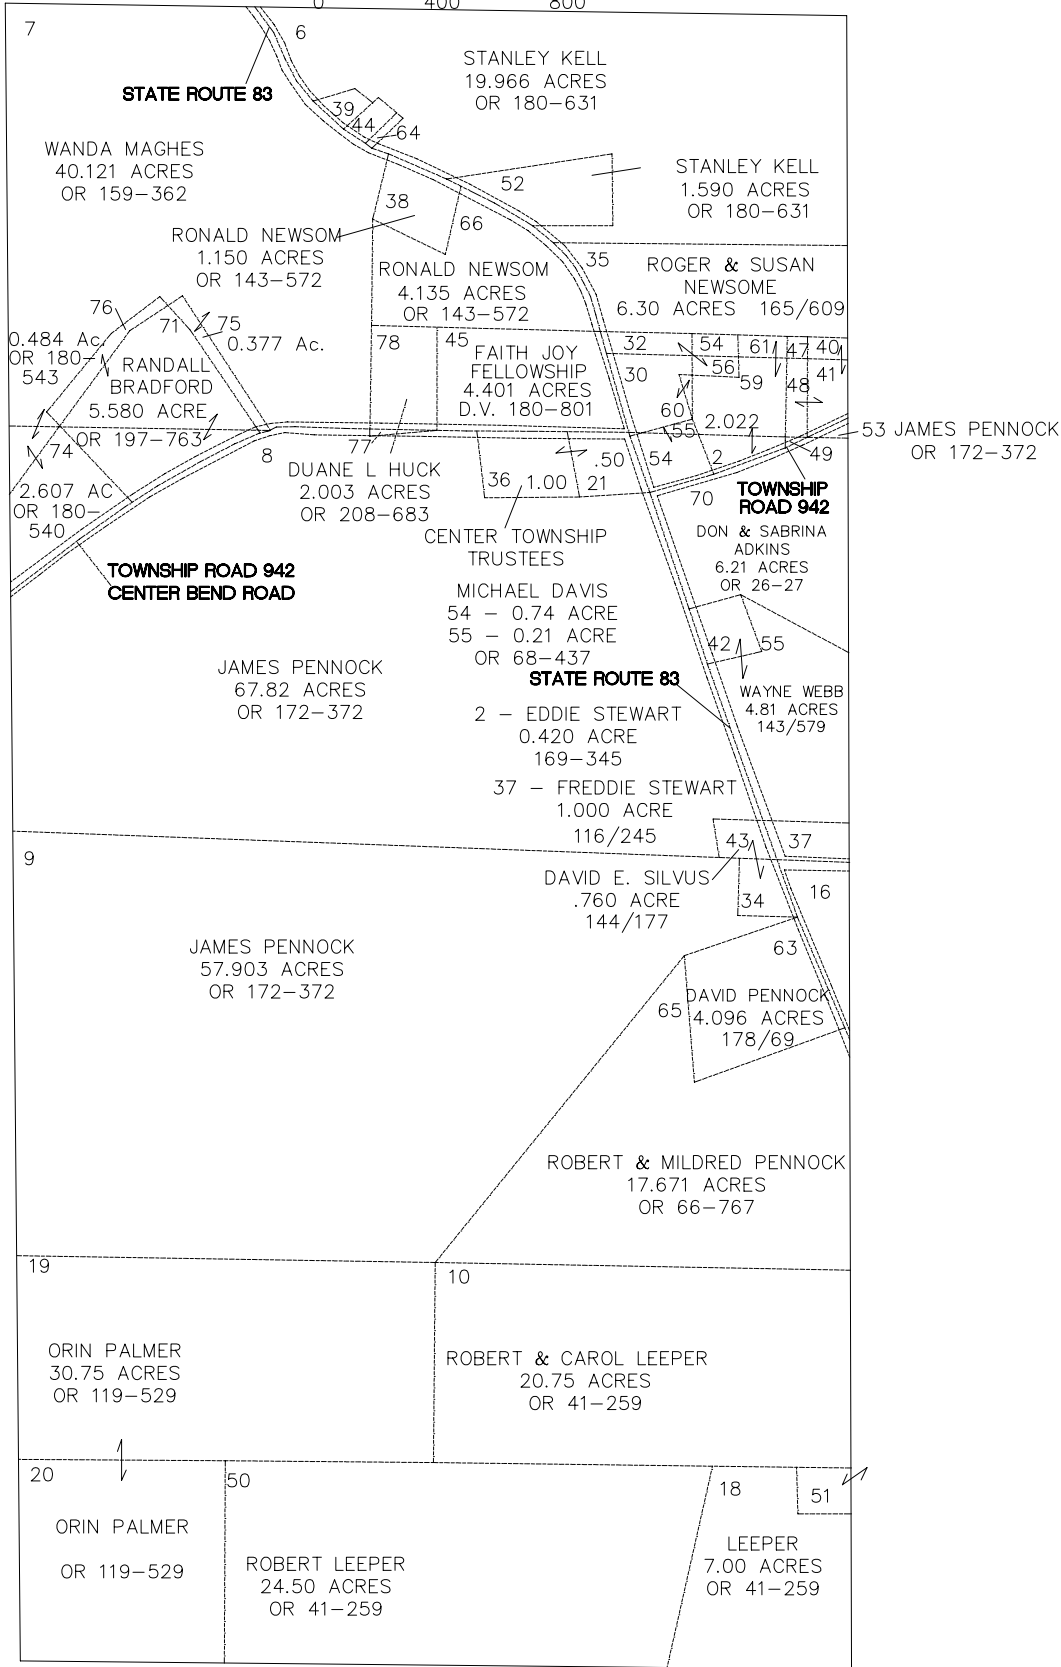 0 400 800
7
6
STANLEY KELL
19.966 ACRES
OR 180-631
STATE ROUTE 83
39
44
64
WANDA MAGHES
40.121 ACRES
OR 159-362
STANLEY KELL
1.590 ACRES
OR 180-631
52
38
66
RONALD NEWSOM
1.150 ACRES
OR 143-572
RONALD NEWSOM
4.135 ACRES
OR 143-572
35
ROGER & SUSAN
NEWSOME
6.30 ACRES 165/609
76
71
75
0.377 Ac.
0.484 Ac.
OR 180-
543
RANDALL
BRADFORD
5.580 ACRE
OR 197-763
78
45
FAITH JOY
FELLOWSHIP
4.401 ACRES
D.V. 180-801
32
54
61
47
40
30
56
59
48
41
60
2.022
55
53 JAMES PENNOCK
OR 172-372
49
74
2.607 AC
OR 180-
540
8
77
DUANE L HUCK
2.003 ACRES
OR 208-683
36
1.00
.50
21
54
2
70
TOWNSHIP
ROAD 942
CENTER TOWNSHIP
TRUSTEES
DON & SABRINA
ADKINS
6.21 ACRES
OR 26-27
TOWNSHIP ROAD 942
CENTER BEND ROAD
MICHAEL DAVIS
54 - 0.74 ACRE
55 - 0.21 ACRE
OR 68-437
42
55
JAMES PENNOCK
67.82 ACRES
OR 172-372
STATE ROUTE 83
WAYNE WEBB
4.81 ACRES
143/579
2 - EDDIE STEWART
0.420 ACRE
169-345
37 - FREDDIE STEWART
1.000 ACRE
116/245
9
43
37
DAVID E. SILVUS
.760 ACRE
144/177
34
16
JAMES PENNOCK
57.903 ACRES
OR 172-372
63
65
DAVID PENNOCK
4.096 ACRES
178/69
ROBERT & MILDRED PENNOCK
17.671 ACRES
OR 66-767
19
10
ORIN PALMER
30.75 ACRES
OR 119-529
ROBERT & CAROL LEEPER
20.75 ACRES
OR 41-259
20
50
18
51
ORIN PALMER
OR 119-529
ROBERT LEEPER
24.50 ACRES
OR 41-259
LEEPER
7.00 ACRES
OR 41-259